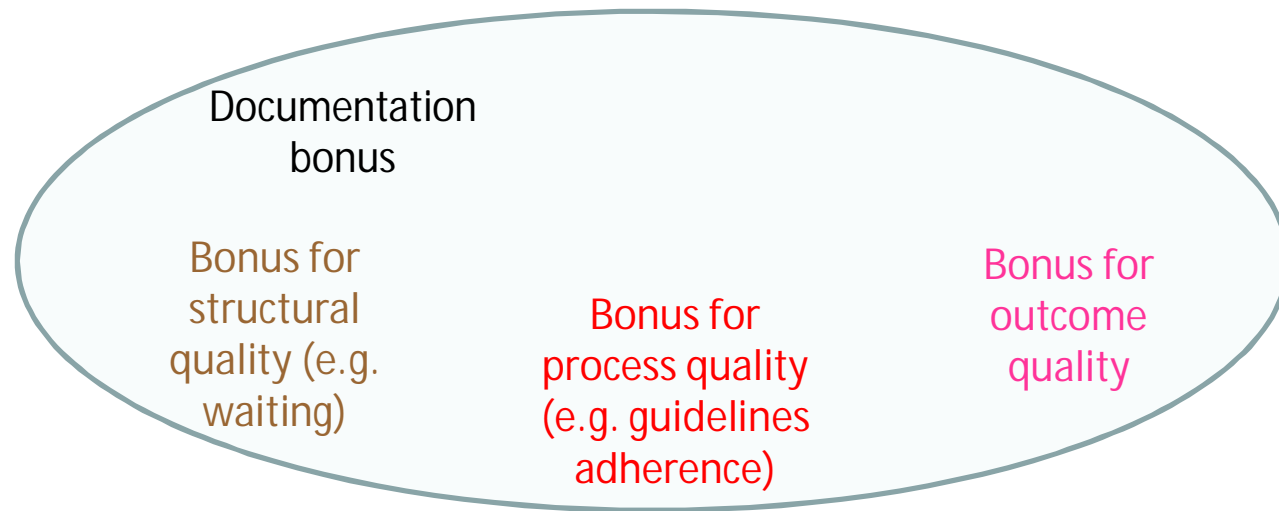 Documentation
bonus
Bonus for
structural
quality (e.g.
waiting)
Bonus for
process quality
(e.g. guidelines
adherence)
Bonus for
outcome
quality